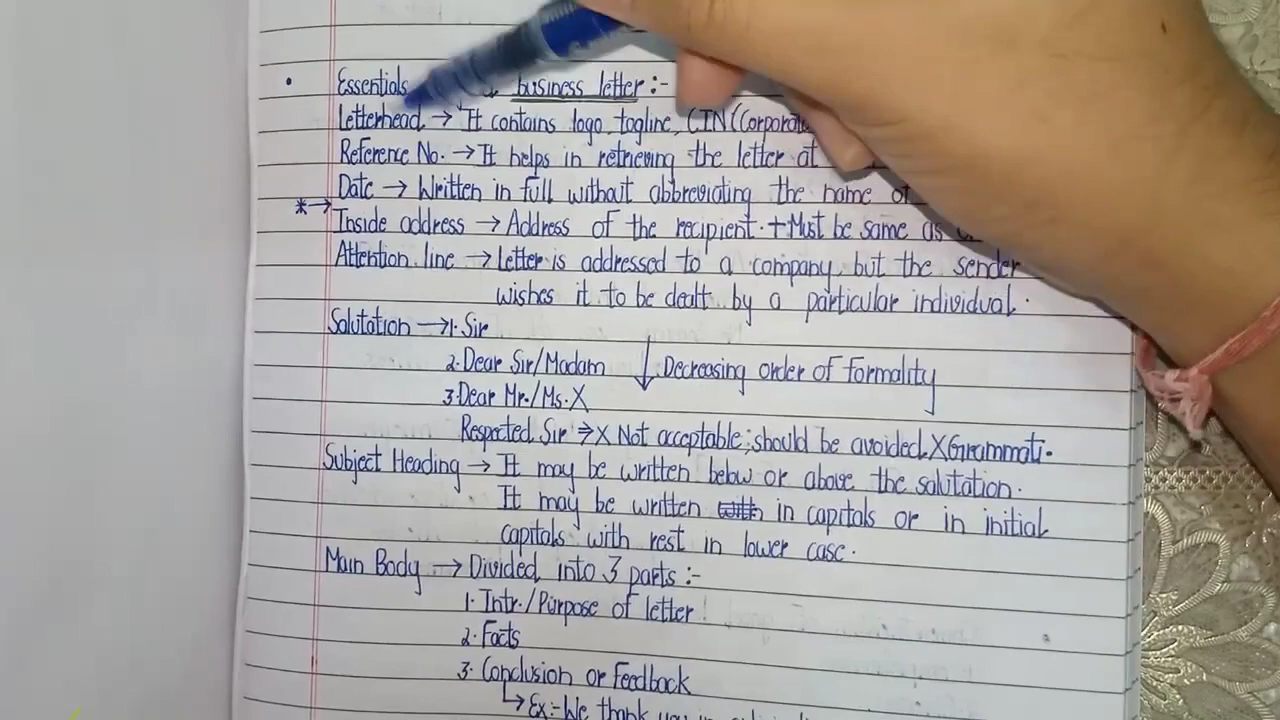 • Essentials business letter :-
Letterhead → It contains logo, tagline, CIN (Corporate
Reference No. → It helps in retrieving the letter at
Date → Written in full without abbreviating the name of
*→
Inside address → Address of the recipient. + Must be same as
Attention line → Letter is addressed to a company but the sender
wishes it to be dealt by a particular individual.
Salutation → 1. Sir
2. Dear Sir/Madam ↓ Decreasing order of formality
3. Dear Mr./Ms. X
Respected Sir ⇒ X Not acceptable; should be avoided. X Grammati.
Subject Heading → It may be written below or above the salutation.
It may be written in capitals or in initial
capitals with rest in lower case.
Main Body → Divided into 3 parts :-
1. Intr./Purpose of letter
2. Facts
3. Conclusion or Feedback
↳ Ex:- We thank you